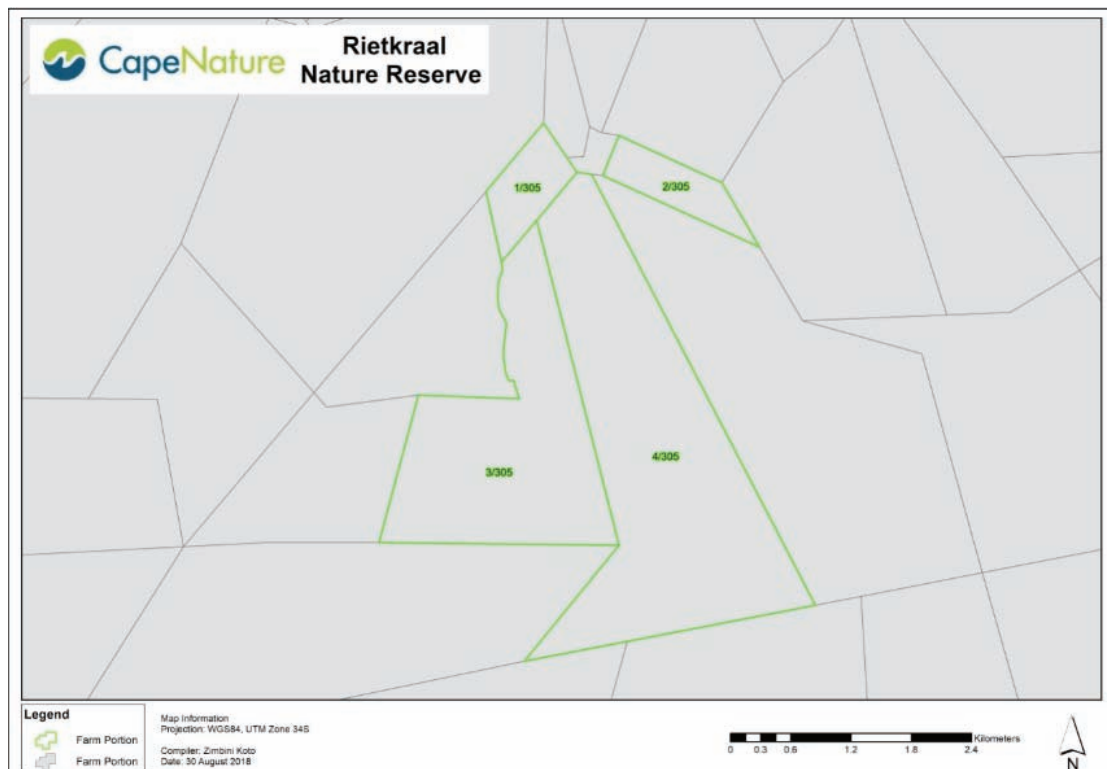 CapeNature
Rietkraal
Nature Reserve
1/305
2/305
3/305
4/305
Legend
Farm Portion
Farm Portion
Map Information
Projection: WGS84, UTM Zone 34S
Compiler: Zimbini Koto
Date: 30 August 2018
Kilometers
0 0.3 0.6 1.2 1.8 2.4
N